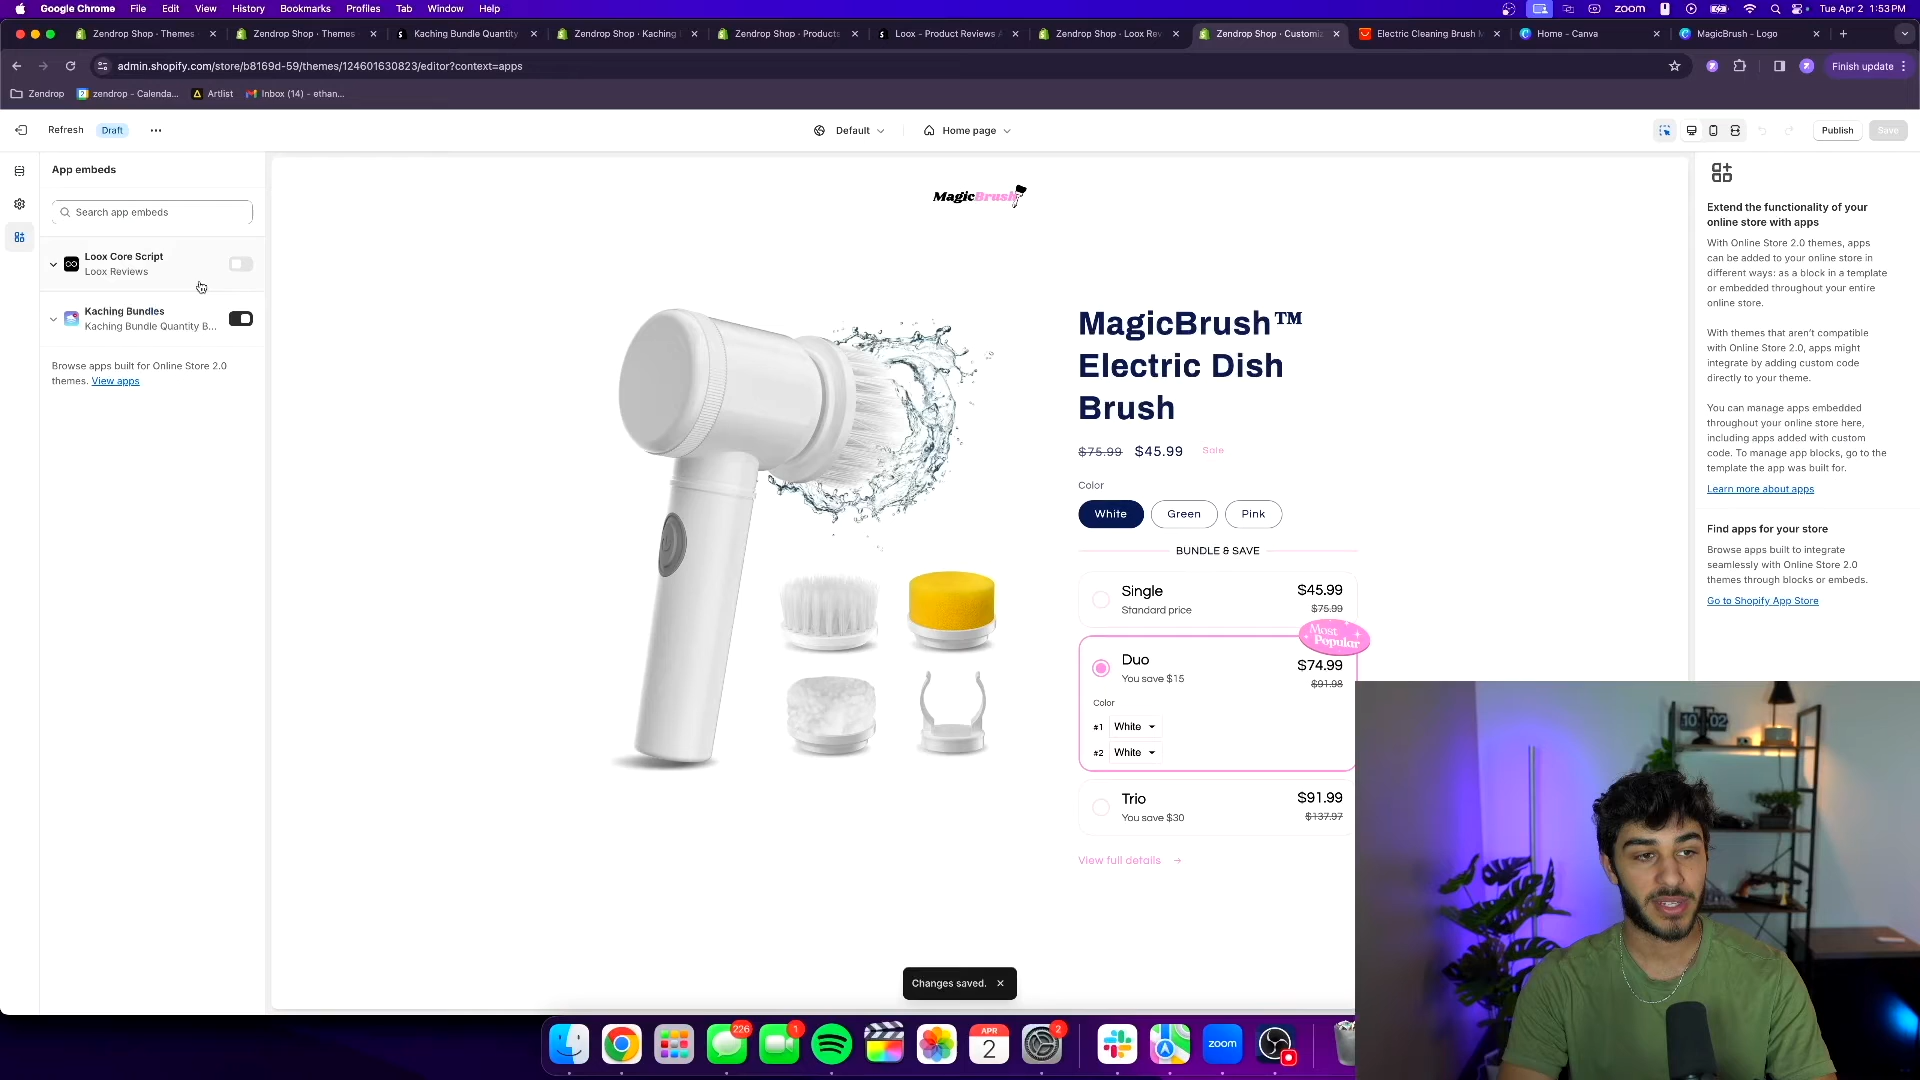 Google Chrome File Edit View History Bookmarks Profiles Tab Window Help zoom Tue Apr 2 1:53 PM
Zendrop Shop · Themes · Zendrop Shop · Themes · Kaching Bundle Quantity Zendrop Shop · Kaching Zendrop Shop · Products Loox - Product Reviews Zendrop Shop · Loox Rev Zendrop Shop · Customiz Electric Cleaning Brush Home - Canva MagicBrush - Logo
admin.shopify.com/store/b8169d-59/themes/124601630823/editor?context=apps Finish update
Zendrop zendrop - Calenda... Artlist Inbox (14) - ethan...
Refresh Draft Default Home page Publish Save
App embeds
Search app embeds
Loox Core Script
Loox Reviews
Kaching Bundles
Kaching Bundle Quantity B...
Browse apps built for Online Store 2.0
themes. View apps
MagicBrush
MagicBrush™
Electric Dish
Brush
$75.99 $45.99 Sale
Color
White Green Pink
BUNDLE & SAVE
Single $45.99
Standard price $75.99
Most
Popular
Duo $74.99
You save $15 $91.98
Color
#1 White
#2 White
Trio $91.99
You save $30 $137.97
View full details →
Changes saved. ×
Extend the functionality of your
online store with apps
With Online Store 2.0 themes, apps
can be added to your online store in
different ways: as a block in a template
or embedded throughout your entire
online store.
With themes that aren't compatible
with Online Store 2.0, apps might
integrate by adding custom code
directly to your theme.
You can manage apps embedded
throughout your online store here,
including apps added with custom
code. To manage app blocks, go to the
template the app was built for.
Learn more about apps
Find apps for your store
Browse apps built to integrate
seamlessly with Online Store 2.0
themes through blocks or embeds.
Go to Shopify App Store
10 02
226 1 APR 2 2 zoom